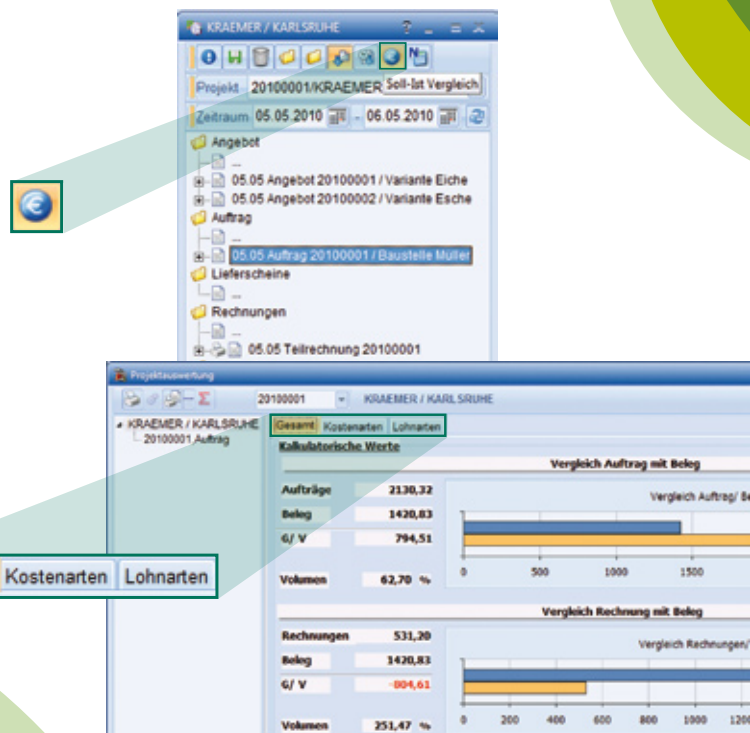 KRAEMER / KARLSRUHE
Projekt 20100001/KRAEMER Soll-Ist Vergleich
Zeitraum 05.05.2010 - 06.05.2010
Angebot
...
05.05 Angebot 20100001 / Variante Eiche
05.05 Angebot 20100002 / Variante Esche
Auftrag
...
05.05 Auftrag 20100001 / Baustelle Müller
Lieferscheine
...
Rechnungen
...
05.05 Teilrechnung 20100001
Projektauswertung
20100001 KRAEMER / KARLSRUHE
KRAEMER / KARLSRUHE
20100001 Auftrag
Gesamt Kostenarten Lohnarten
Kalkulatorische Werte
Vergleich Auftrag mit Beleg
Aufträge 2130,32
Beleg 1420,83
G/ V 794,51
Volumen 62,70 %
Vergleich Auftrag/ Be
0 500 1000 1500
Kostenarten Lohnarten
Vergleich Rechnung mit Beleg
Rechnungen 531,20
Beleg 1420,83
G/ V -804,61
Volumen 251,47 %
Vergleich Rechnungen/
0 200 400 600 800 1000 1200